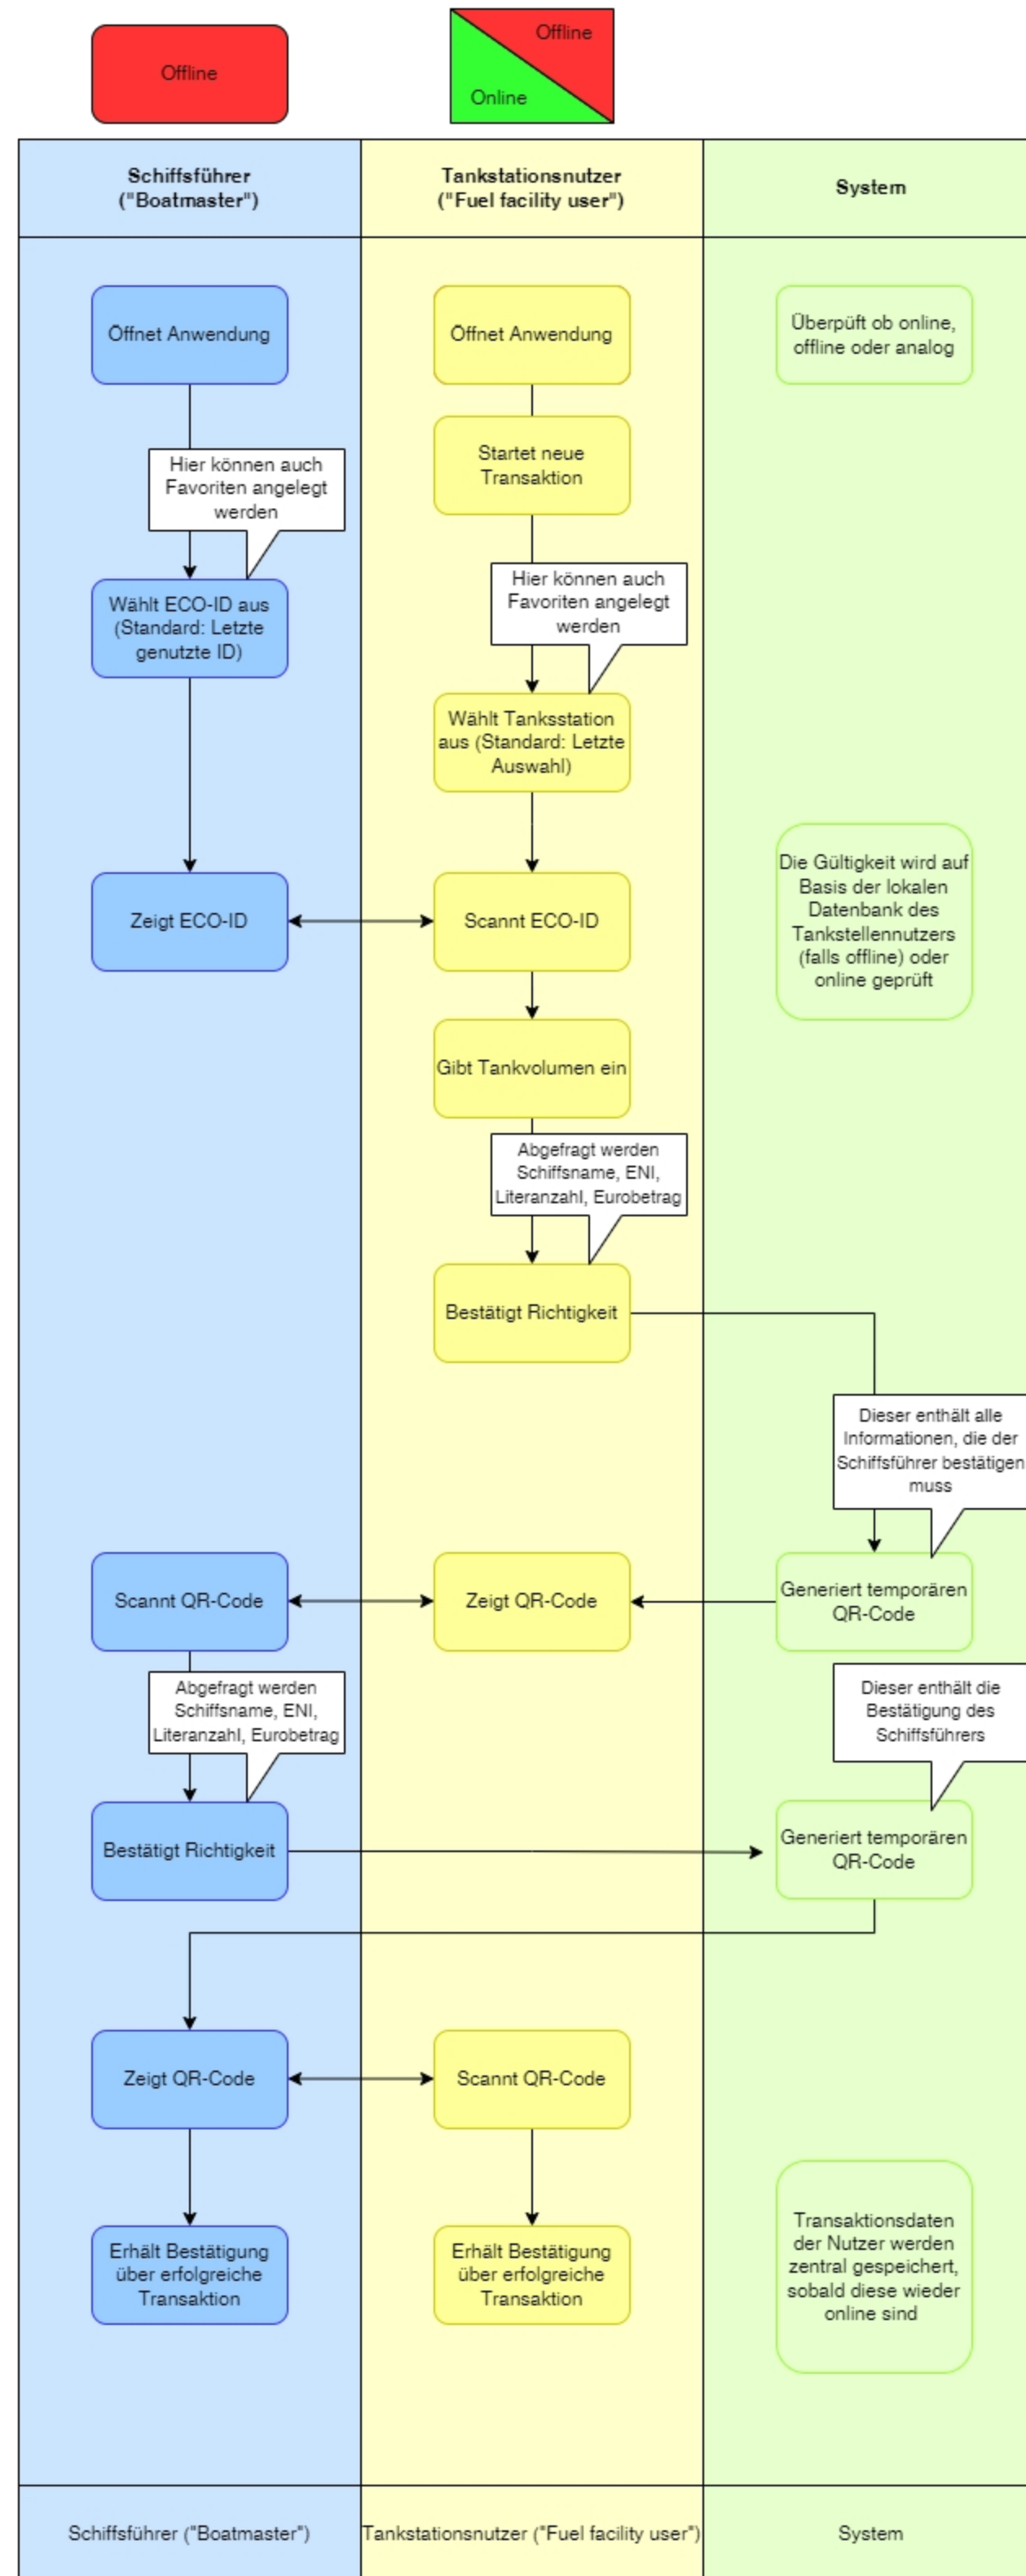 Offline
Offline
Online
Schiffsführer
("Boatmaster")
Tankstationsnutzer
("Fuel facility user")
System
Öffnet Anwendung
Öffnet Anwendung
Überpüft ob online,
offline oder analog
Startet neue
Transaktion
Hier können auch
Favoriten angelegt
werden
Hier können auch
Favoriten angelegt
werden
Wählt ECO-ID aus
(Standard: Letzte
genutzte ID)
Wählt Tanksstation
aus (Standard: Letzte
Auswahl)
Zeigt ECO-ID
Scannt ECO-ID
Die Gültigkeit wird auf
Basis der lokalen
Datenbank des
Tankstellennutzers
(falls offline) oder
online geprüft
Gibt Tankvolumen ein
Abgefragt werden
Schiffsname, ENI,
Literanzahl, Eurobetrag
Bestätigt Richtigkeit
Dieser enthält alle
Informationen, die der
Schiffsführer bestätigen
muss
Scannt QR-Code
Zeigt QR-Code
Generiert temporären
QR-Code
Abgefragt werden
Schiffsname, ENI,
Literanzahl, Eurobetrag
Dieser enthält die
Bestätigung des
Schiffsführers
Bestätigt Richtigkeit
Generiert temporären
QR-Code
Zeigt QR-Code
Scannt QR-Code
Erhält Bestätigung
über erfolgreiche
Transaktion
Erhält Bestätigung
über erfolgreiche
Transaktion
Transaktionsdaten
der Nutzer werden
zentral gespeichert,
sobald diese wieder
online sind
Schiffsführer ("Boatmaster")
Tankstationsnutzer ("Fuel facility user")
System